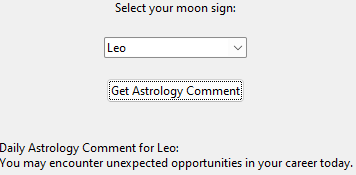 Select your moon sign:
Leo
Get Astrology Comment
Daily Astrology Comment for Leo:
You may encounter unexpected opportunities in your career today.